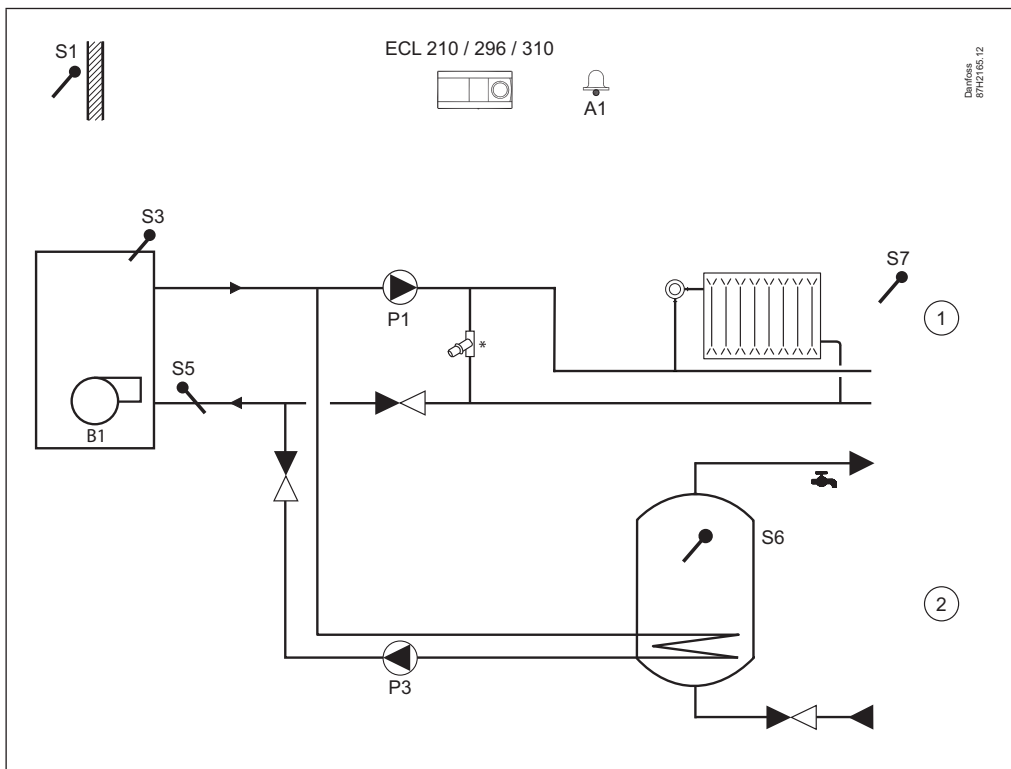 S1
ECL 210 / 296 / 310
A1
Danfoss
87H2165.12
S3
S7
P1
1
*
S5
B1
S6
2
P3